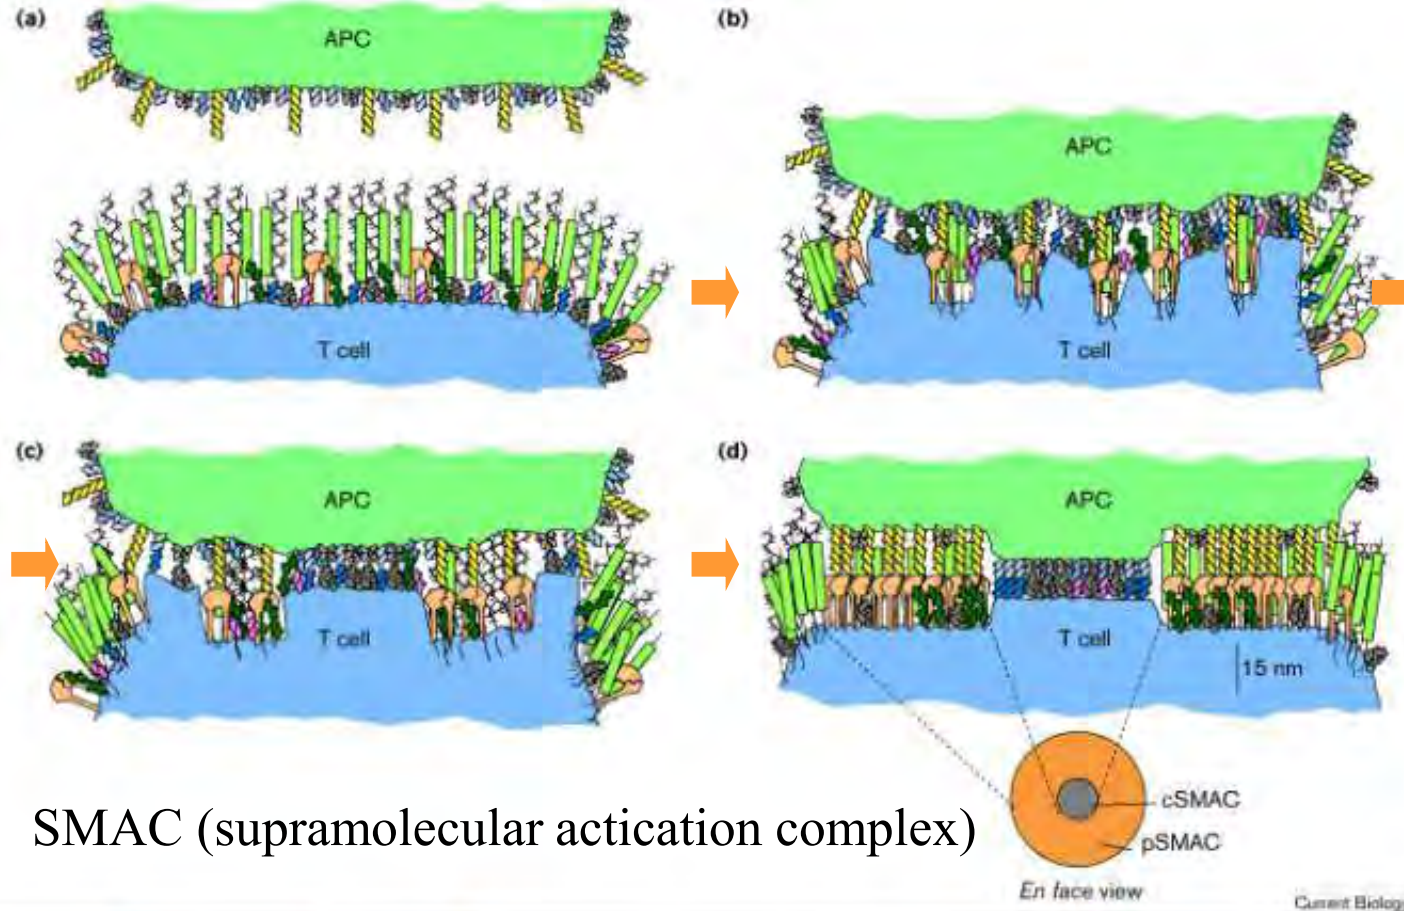 (a)
APC
T cell
(b)
APC
T cell
(c)
APC
T cell
(d)
APC
T cell
15 nm
cSMAC
pSMAC
En face view
SMAC (supramolecular actication complex)
Current Biology